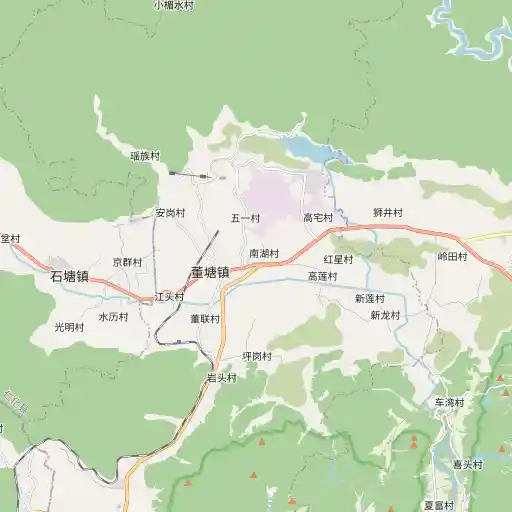 小楣水村
瑶族村
安岗村
五一村
高宅村
狮井村
堂村
京群村
南湖村
红星村
岭田村
石塘镇
董塘镇
高莲村
江头村
新莲村
水历村
董联村
新龙村
光明村
坪岗村
岩头村
车湾村
喜头村
夏富村